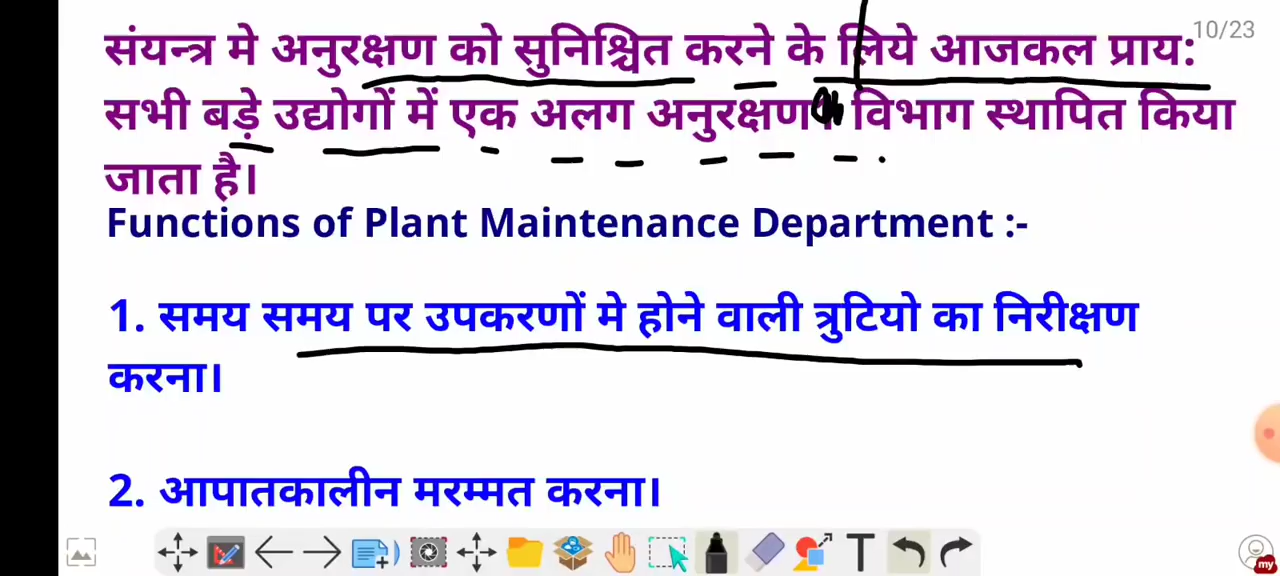 10/23
संयन्त्र मे अनुरक्षण को सुनिश्चित करने के लिये आजकल प्राय:
सभी बड़े उद्योगों में एक अलग अनुरक्षण विभाग स्थापित किया
जाता है।
Functions of Plant Maintenance Department :-
1. समय समय पर उपकरणों मे होने वाली त्रुटियो का निरीक्षण
करना।
2. आपातकालीन मरम्मत करना।
T
my